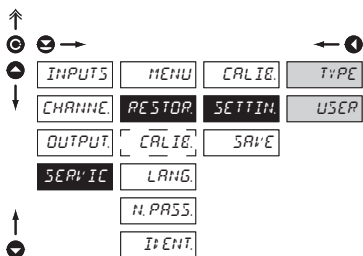 INPUTS MENU CALIB. TYPE
CHANNE. RESTOR. SETTIN. USER
OUTPUT. CALIB. SAVE
SERVIC LANG.
N. PASS.
IDENT.